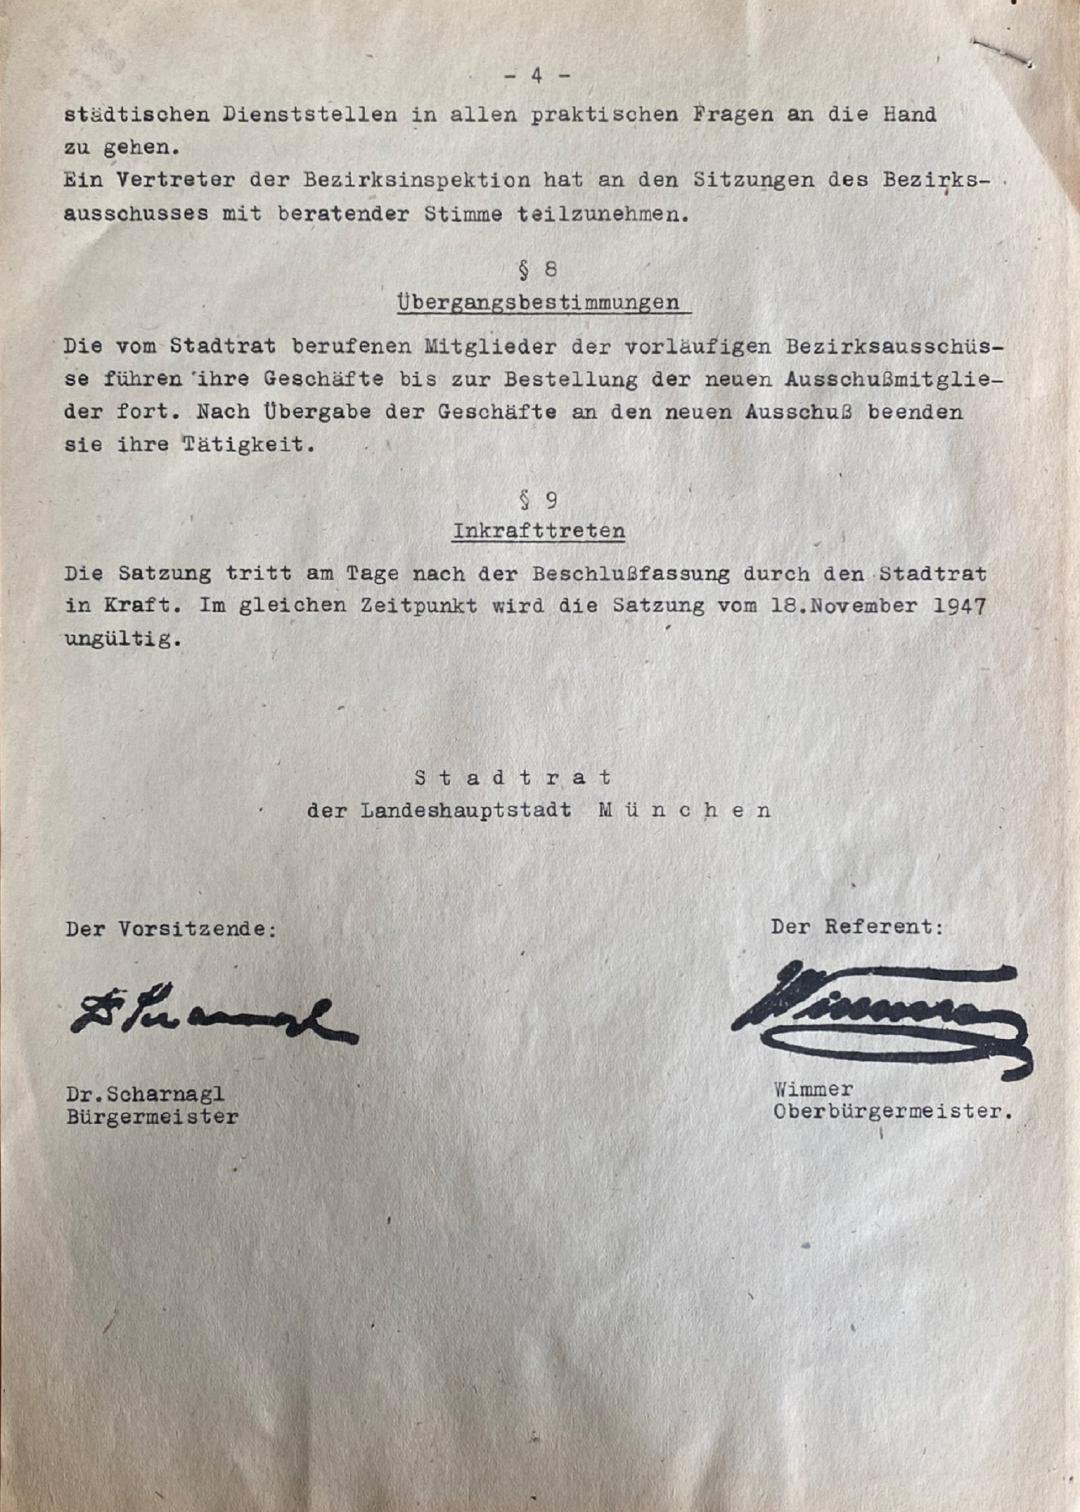 - 4 -
städtischen Dienststellen in allen praktischen Fragen an die Hand
zu gehen.
Ein Vertreter der Bezirksinspektion hat an den Sitzungen des Bezirks-
ausschusses mit beratender Stimme teilzunehmen.
§ 8
Übergangsbestimmungen
Die vom Stadtrat berufenen Mitglieder der vorläufigen Bezirksausschüs-
se führen ihre Geschäfte bis zur Bestellung der neuen Ausschußmitglie-
der fort. Nach Übergabe der Geschäfte an den neuen Ausschuß beenden
sie ihre Tätigkeit.
§ 9
Inkrafttreten
Die Satzung tritt am Tage nach der Beschlußfassung durch den Stadtrat
in Kraft. Im gleichen Zeitpunkt wird die Satzung vom 18.November 1947
ungültig.
S t a d t r a t
der Landeshauptstadt M ü n c h e n
Der Vorsitzende: Der Referent:
Dr Scharnagl Wimmer
Dr.Scharnagl Wimmer
Bürgermeister Oberbürgermeister.